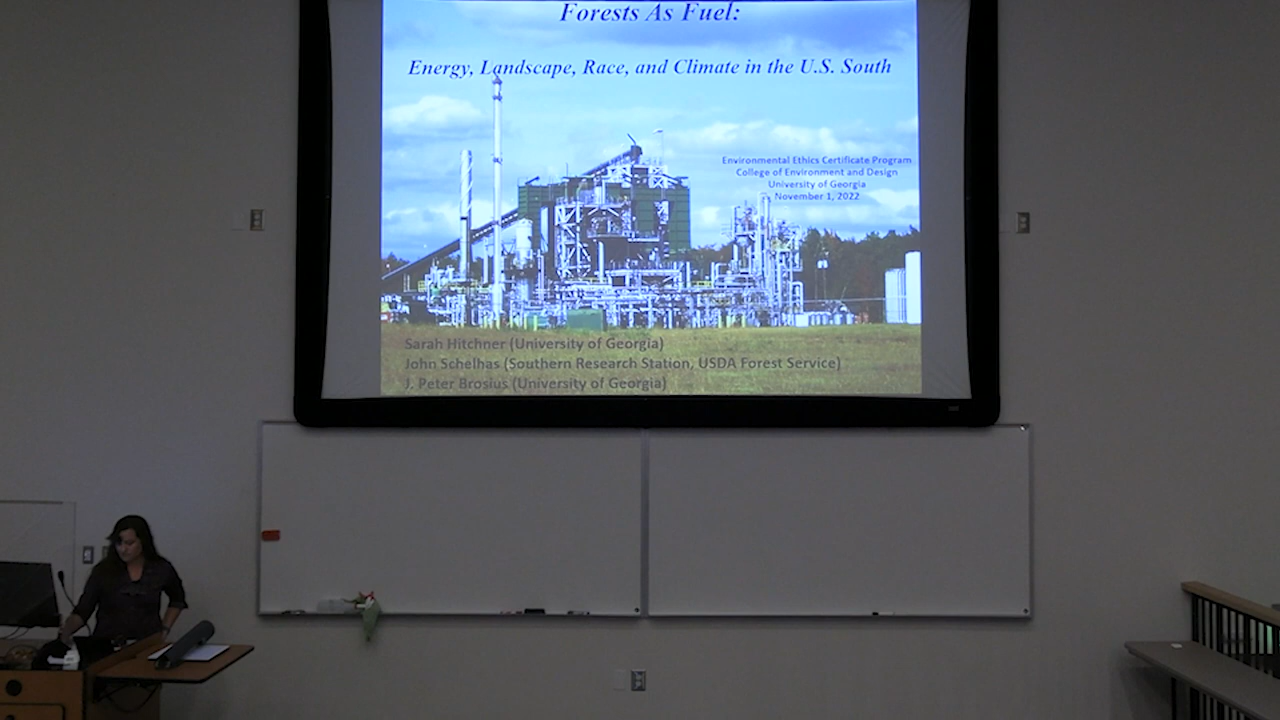 Forests As Fuel:
Energy, Landscape, Race, and Climate in the U.S. South
Environmental Ethics Certificate Program
College of Environment and Design
University of Georgia
November 1, 2022
Sarah Hitchner (University of Georgia)
John Schelhas (Southern Research Station, USDA Forest Service)
J. Peter Brosius (University of Georgia)